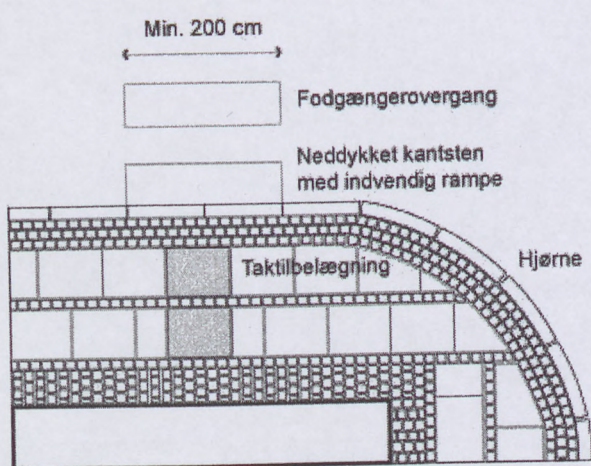 Min. 200 cm
Fodgængerovergang
Neddykket kantsten
med indvendig rampe
Taktilbelægning
Hjørne